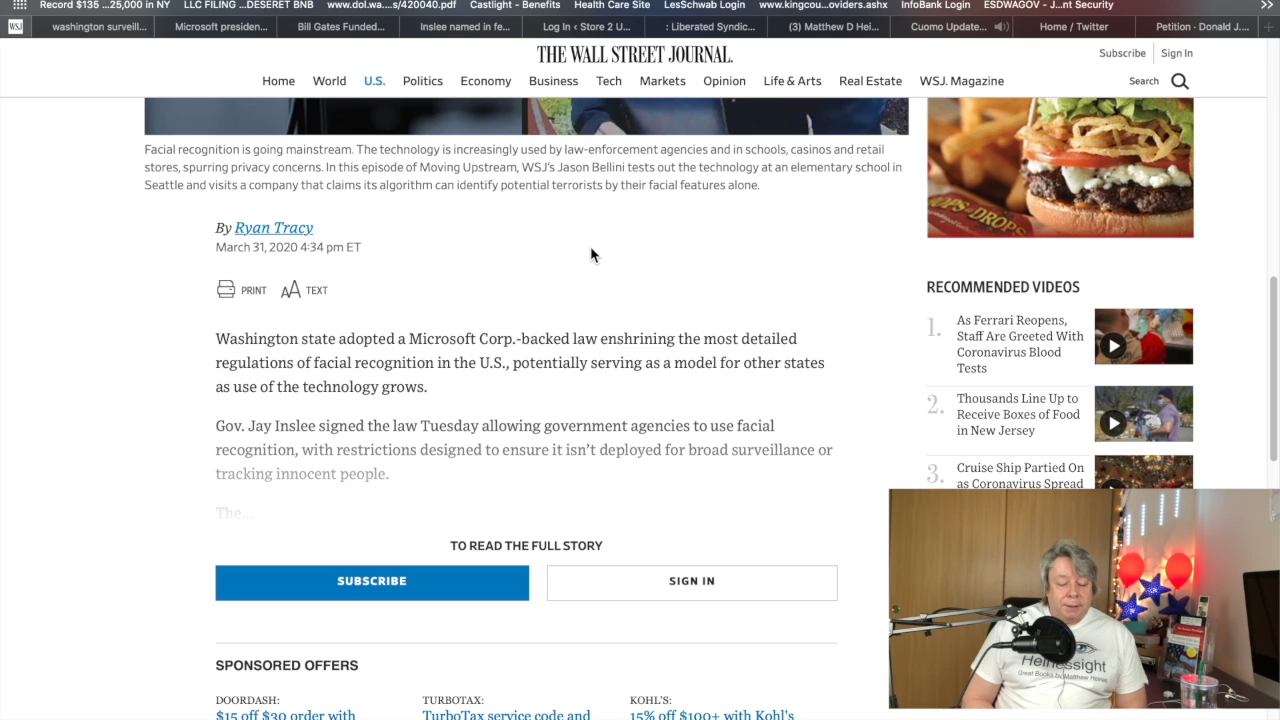 Record $135 ...25,000 in NY LLC FILING ...DESERET BNB www.dol.wa....s/420040.pdf Castlight - Benefits Health Care Site LesSchwab Login www.kingcou...oviders.ashx InfoBank Login ESDWAGOV - J...nt Security
WSJ washington surveill... Microsoft presiden... Bill Gates Funded... Inslee named in fe... Log In ‹ Store 2 U... : Liberated Syndic... (3) Matthew D Hei... Cuomo Update... Home / Twitter Petition · Donald J....
THE WALL STREET JOURNAL.
Subscribe Sign In
Home World U.S. Politics Economy Business Tech Markets Opinion Life & Arts Real Estate WSJ. Magazine
Search
Facial recognition is going mainstream. The technology is increasingly used by law-enforcement agencies and in schools, casinos and retail
stores, spurring privacy concerns. In this episode of Moving Upstream, WSJ's Jason Bellini tests out the technology at an elementary school in
Seattle and visits a company that claims its algorithm can identify potential terrorists by their facial features alone.
By Ryan Tracy
March 31, 2020 4:34 pm ET
PRINT AA TEXT
Washington state adopted a Microsoft Corp.-backed law enshrining the most detailed
regulations of facial recognition in the U.S., potentially serving as a model for other states
as use of the technology grows.
Gov. Jay Inslee signed the law Tuesday allowing government agencies to use facial
recognition, with restrictions designed to ensure it isn't deployed for broad surveillance or
tracking innocent people.
The...
TO READ THE FULL STORY
SUBSCRIBE
SIGN IN
SPONSORED OFFERS
DOORDASH:
$15 off $30 order with
TURBOTAX:
TurboTax service code and
KOHL'S:
15% off $100+ with Kohl's
RECOMMENDED VIDEOS
1.
As Ferrari Reopens,
Staff Are Greeted With
Coronavirus Blood
Tests
2.
Thousands Line Up to
Receive Boxes of Food
in New Jersey
3.
Cruise Ship Partied On
as Coronavirus Spread
Heinessight
Great Books by Matthew Heines